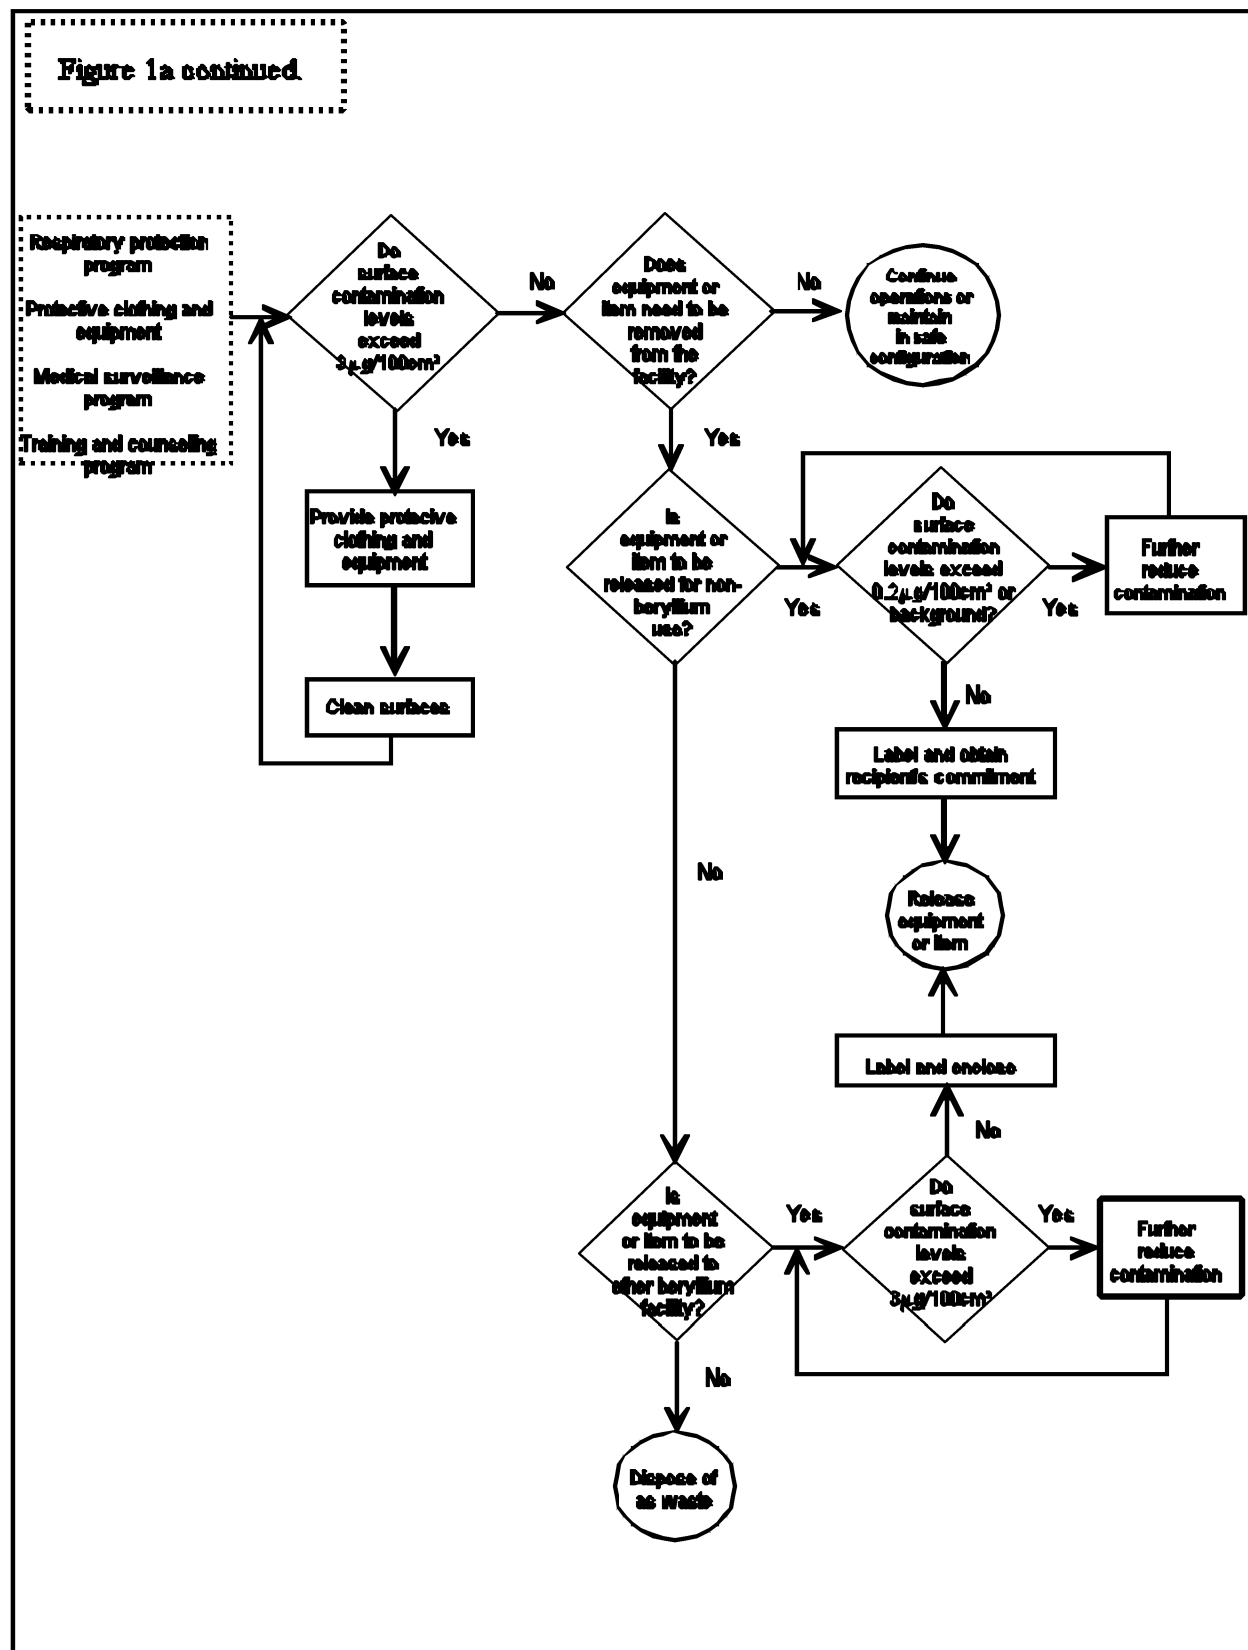 Figure 1a continued
Respiratory protection
program
Protective clothing and
equipment
Medical surveillance
program
Training and counseling
program
Do
surface
contamination
levels
exceed
3μg/100cm²
No
Yes
Provide protective
clothing and
equipment
Clean surfaces
Does
equipment or
item need to be
removed
from the
facility?
No
Yes
Continue
operations or
maintain
in safe
configuration
Is
equipment or
item to be
released for non-
beryllium
use?
Yes
No
Do
surface
contamination
levels exceed
0.2μg/100cm² or
background?
Yes
No
Further
reduce
contamination
Label and obtain
recipient's commitment
Release
equipment
or item
Label and enclose
No
Is
equipment
or item to be
released to
other beryllium
facility?
Yes
No
Do
surface
contamination
levels
exceed
3μg/100cm²
Yes
Further
reduce
contamination
Dispose of
as waste